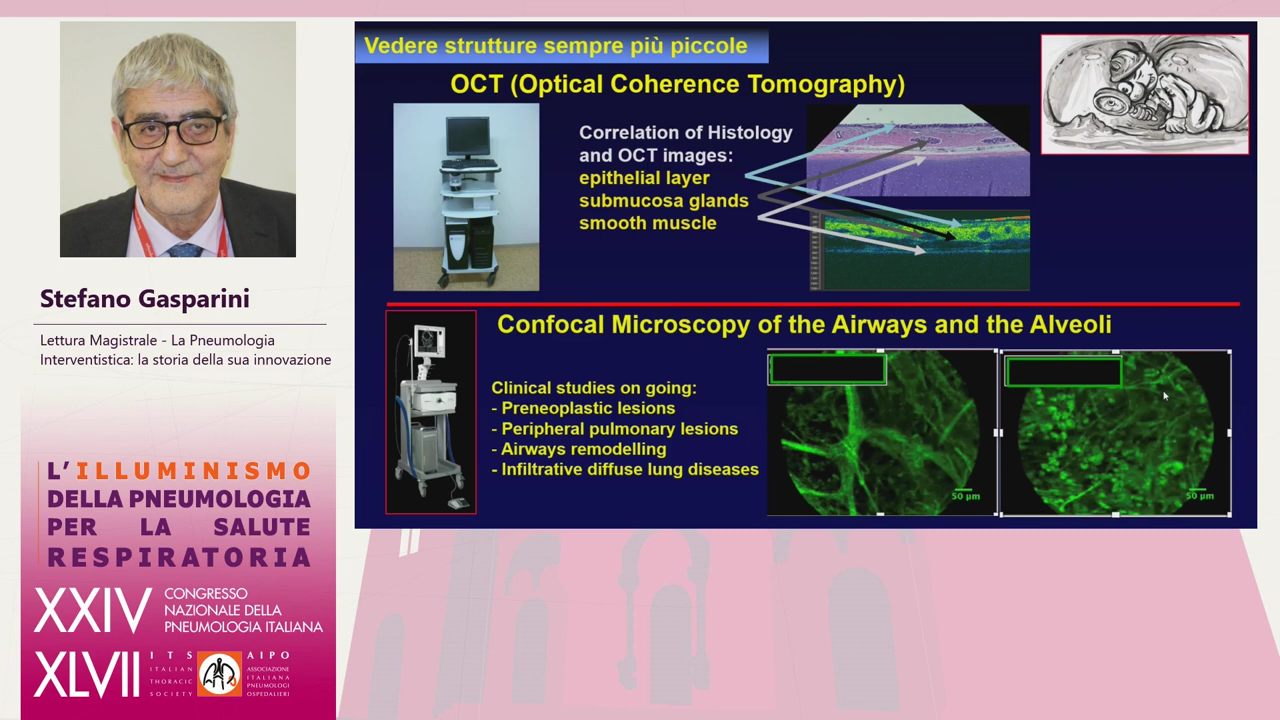 Stefano Gasparini
Lettura Magistrale - La Pneumologia
Interventistica: la storia della sua innovazione
L'ILLUMINISMO
DELLA PNEUMOLOGIA
PER LA SALUTE
RESPIRATORIA
XXIV
CONGRESSO
NAZIONALE DELLA
PNEUMOLOGIA ITALIANA
XLVII
ITS
ITALIAN
THORACIC
SOCIETY
AIPO
ASSOCIAZIONE
ITALIANA
PNEUMOLOGI
OSPEDALIERI
Vedere strutture sempre più piccole
OCT (Optical Coherence Tomography)
Correlation of Histology
and OCT images:
epithelial layer
submucosa glands
smooth muscle
Confocal Microscopy of the Airways and the Alveoli
Clinical studies on going:
- Preneoplastic lesions
- Peripheral pulmonary lesions
- Airways remodelling
- Infiltrative diffuse lung diseases
50 µm
50 µm